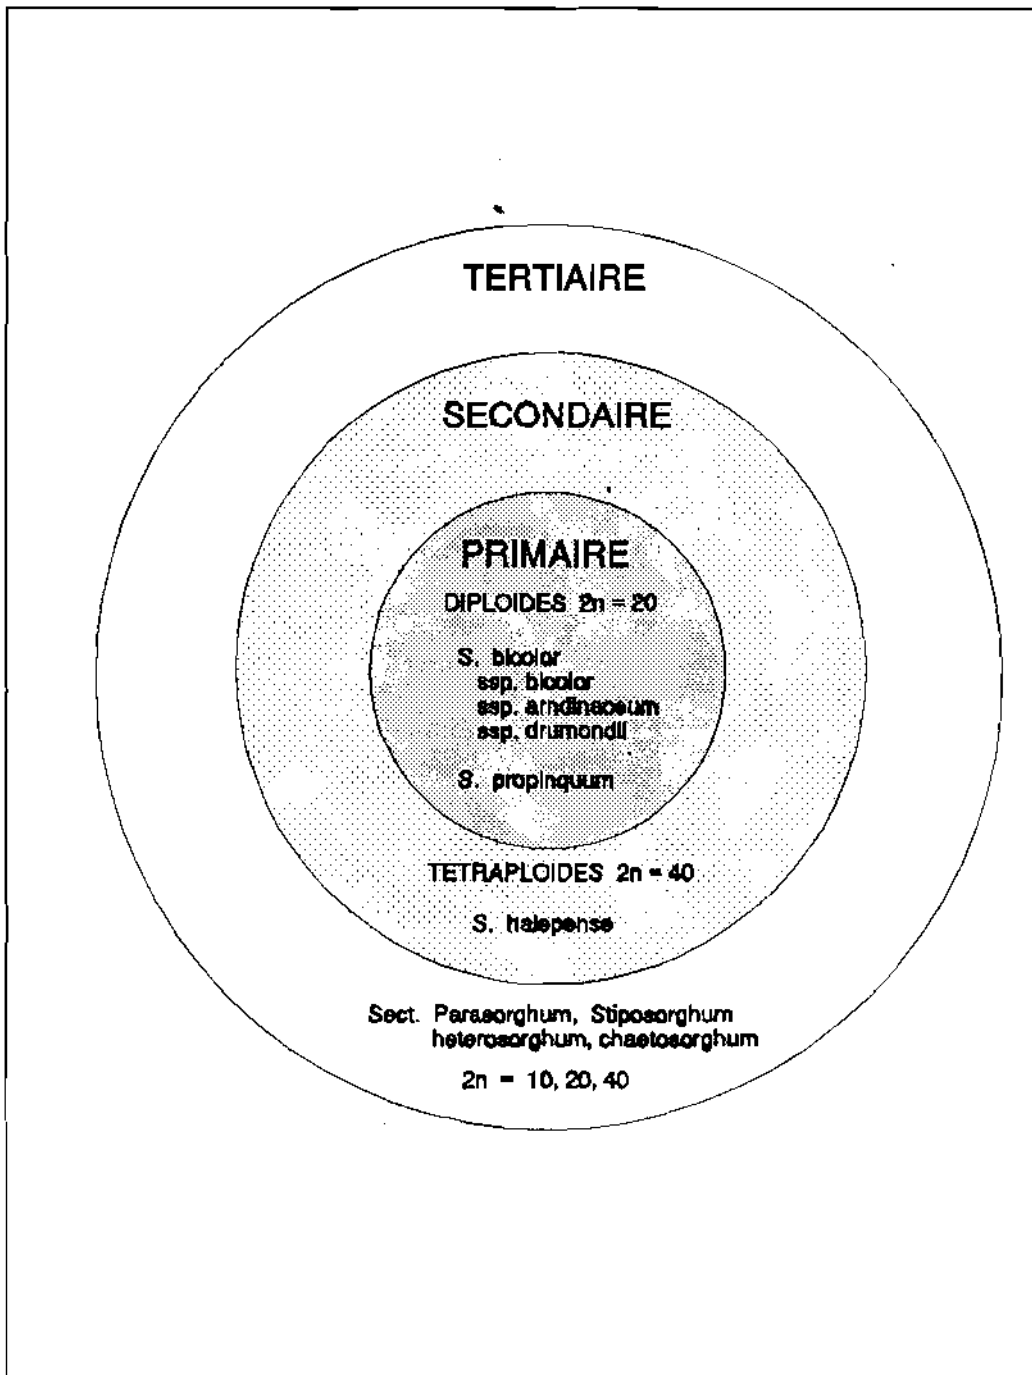 TERTIAIRE
SECONDAIRE
PRIMAIRE
DIPLOIDES 2n = 20
S. bicolor
ssp. bicolor
ssp. arndinaceum
ssp. drumondii
S. propinquum
TETRAPLOIDES 2n = 40
S. halepense
Sect. Parasorghum, Stiposorghum
heterosorghum, chaetosorghum
2n = 10, 20, 40